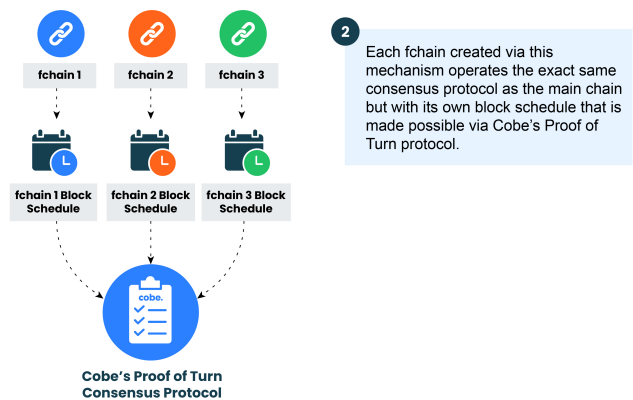 fchain 1
fchain 2
fchain 3
fchain 1 Block
Schedule
fchain 2 Block
Schedule
fchain 3 Block
Schedule
cobe.
Cobe's Proof of Turn
Consensus Protocol
2
Each fchain created via this
mechanism operates the exact same
consensus protocol as the main chain
but with its own block schedule that is
made possible via Cobe's Proof of
Turn protocol.